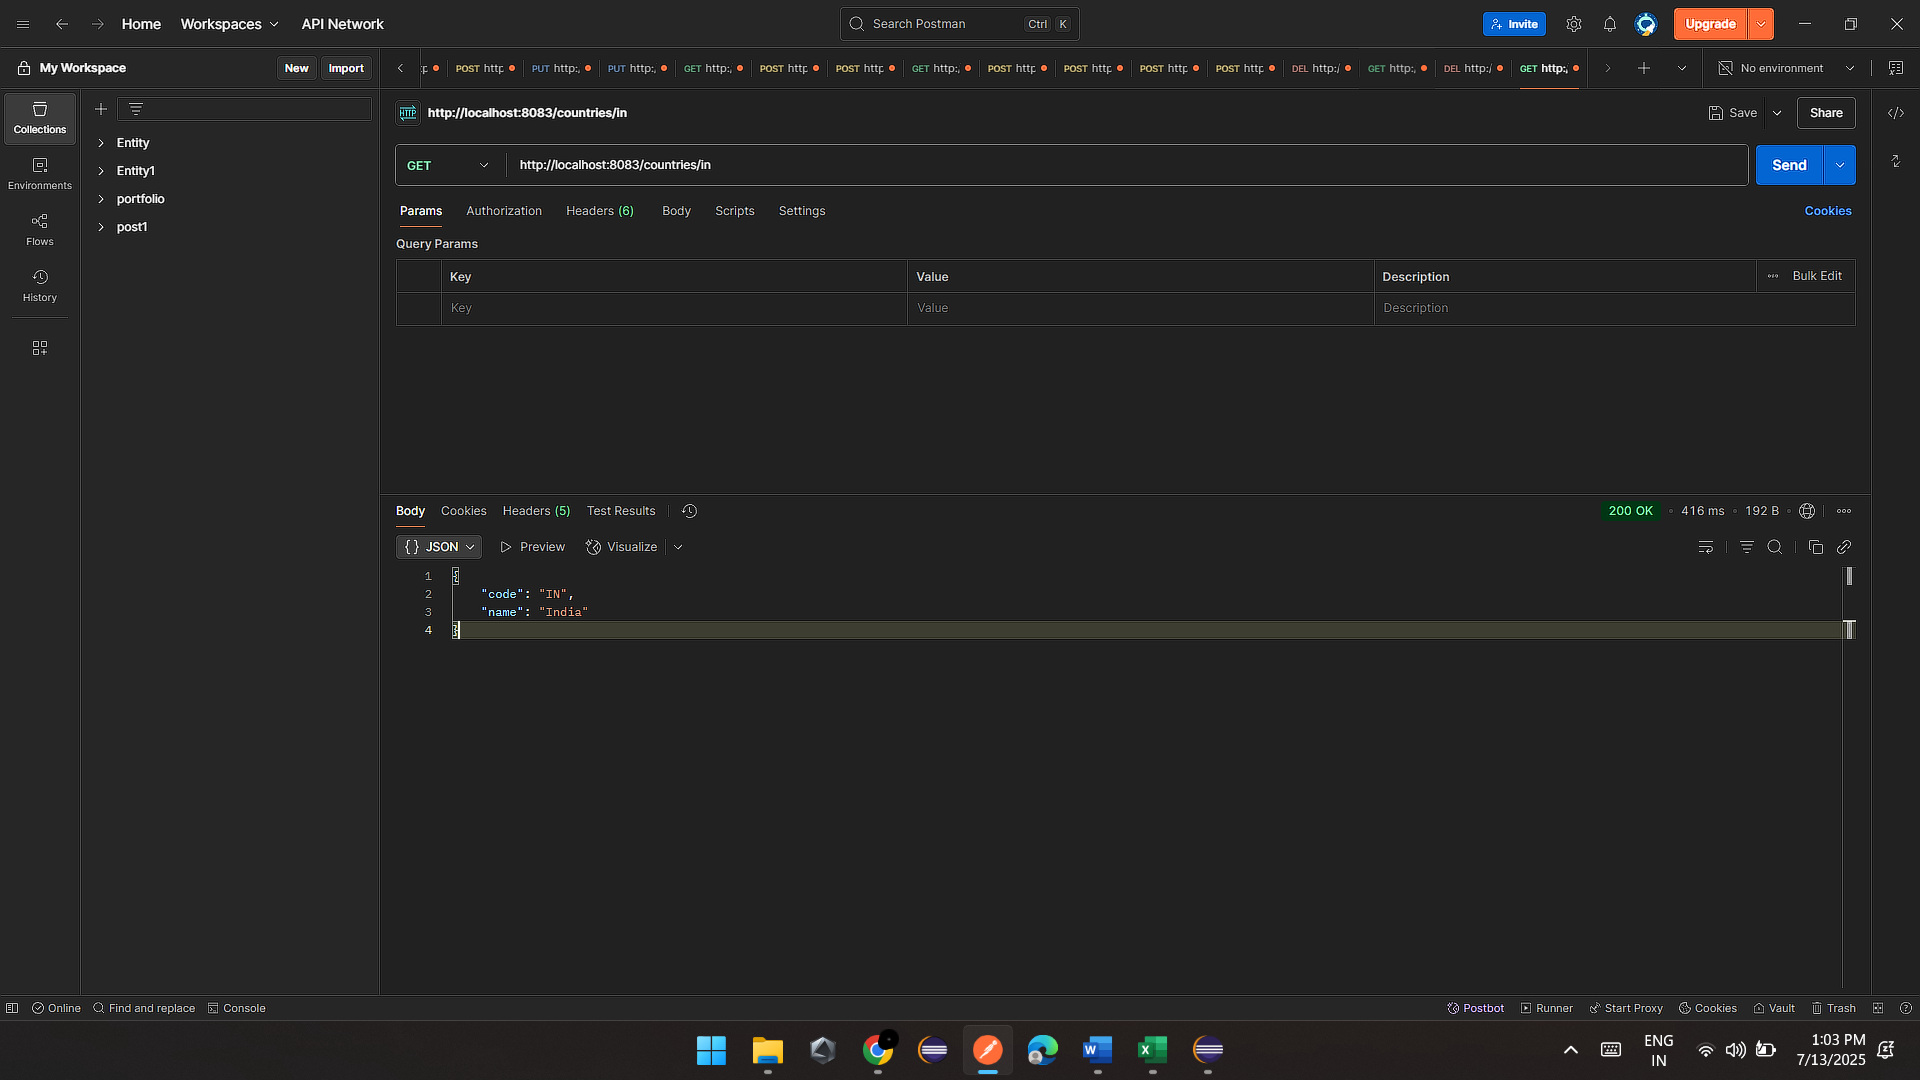 Home Workspaces API Network Search Postman Ctrl K Invite Upgrade
My Workspace New Import POST http PUT http:, PUT http:, GET http:, POST http POST http GET http:, POST http POST http POST http POST http DEL http:/ GET http:, DEL http:/ GET http:, No environment
Collections
Environments
Flows
History
Entity
Entity1
portfolio
post1
HTTP http://localhost:8083/countries/in Save Share
GET http://localhost:8083/countries/in Send
Params Authorization Headers (6) Body Scripts Settings Cookies
Query Params
Key Value Description Bulk Edit
Key Value Description
Body Cookies Headers (5) Test Results 200 OK 416 ms 192 B
{} JSON Preview Visualize
1 {
2 "code": "IN",
3 "name": "India"
4 }
Online Find and replace Console Postbot Runner Start Proxy Cookies Vault Trash
ENG
IN
1:03 PM
7/13/2025